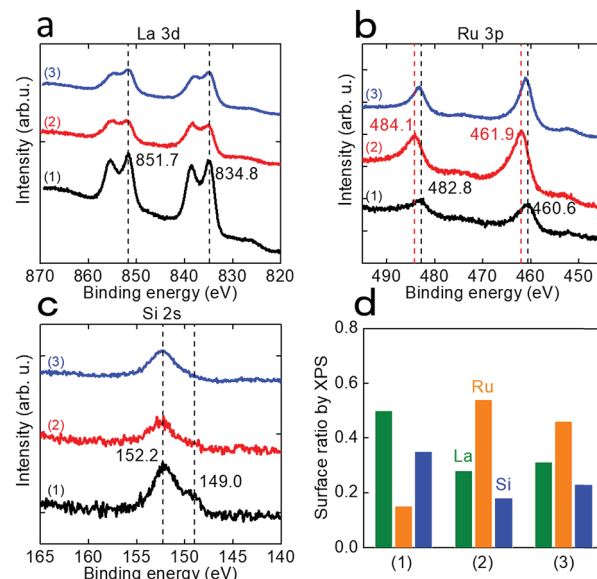 a
La 3d
(3)
(2)
(1)
851.7
834.8
Intensity (arb.u.)
870 860 850 840 830 820
Binding energy (eV)
b
Ru 3p
(3)
484.1
461.9
(2)
(1)
482.8
460.6
Intensity (arb.u.)
490 480 470 460 450
Binding energy (eV)
c
Si 2s
(3)
(2)
152.2
149.0
(1)
Intensity (arb. u.)
165 160 155 150 145 140
Binding energy (eV)
d
0.8
0.6
0.4
0.2
0.0
Surface ratio by XPS
Ru
La
Si
(1) (2) (3)